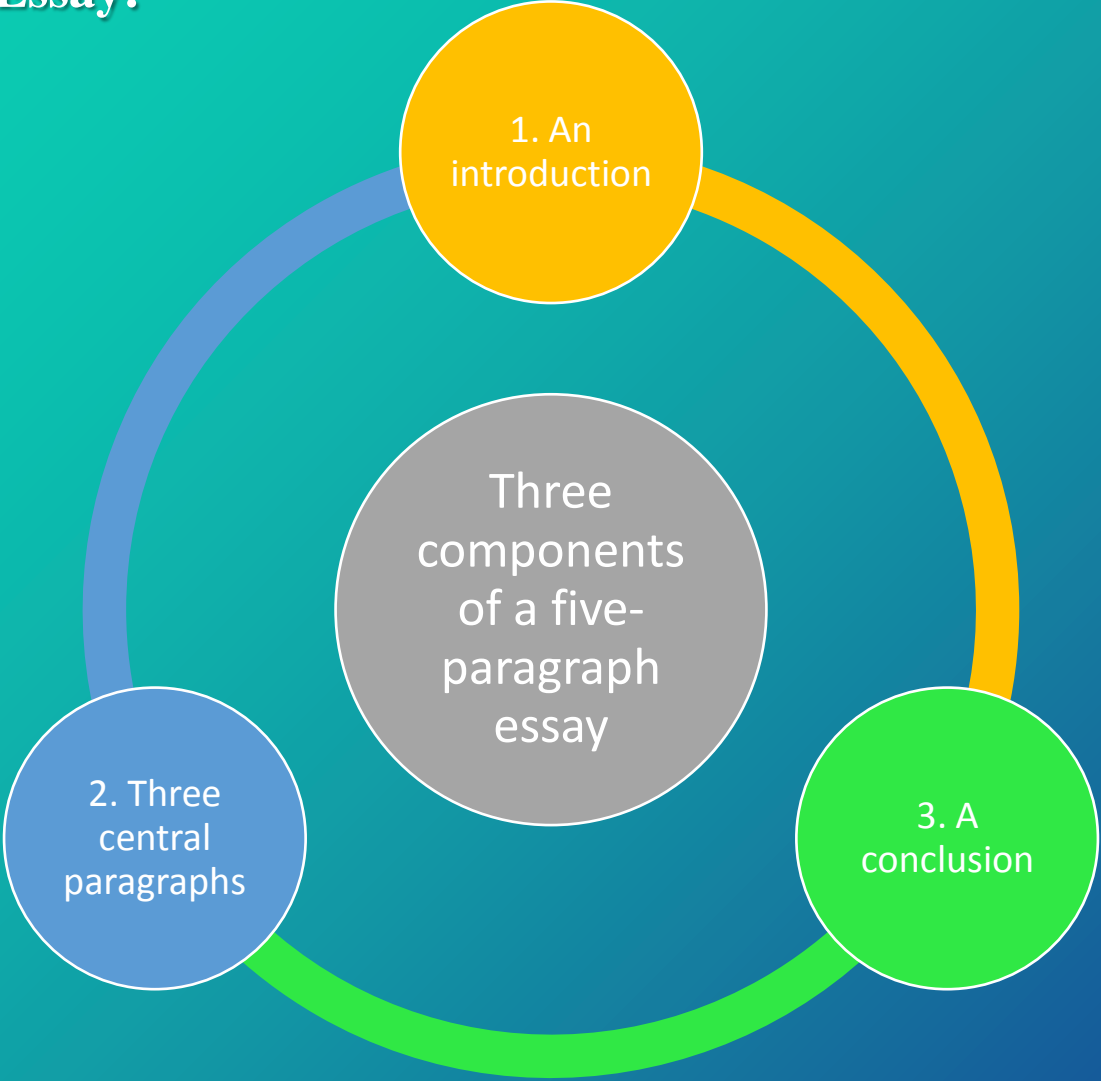 Essay?
1. An
introduction
Three
components
of a five-
paragraph
essay
2. Three
central
paragraphs
3. A
conclusion